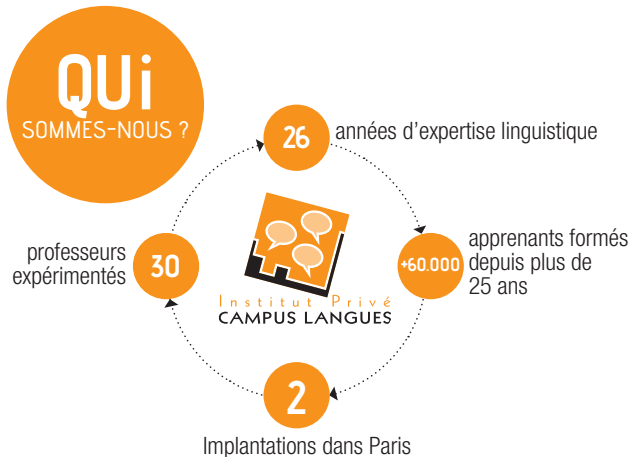 QUi
SOMMES-NOUS ?
26
années d'expertise linguistique
+60.000
apprenants formés
depuis plus de
25 ans
2
Implantations dans Paris
professeurs
expérimentés
30
Institut Privé
CAMPUS LANGUES